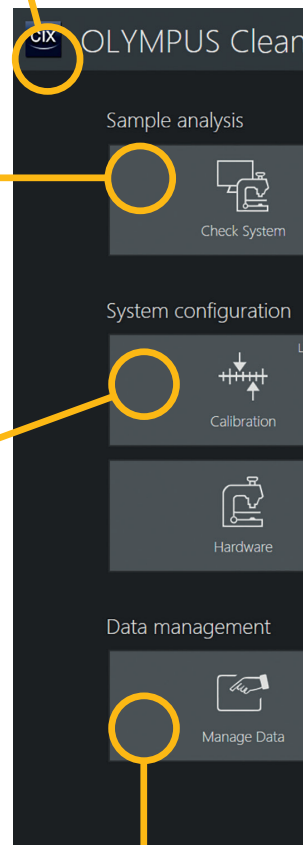 CIX
OLYMPUS Clean
Sample analysis
Check System
System configuration
L
Calibration
Hardware
Data management
Manage Data